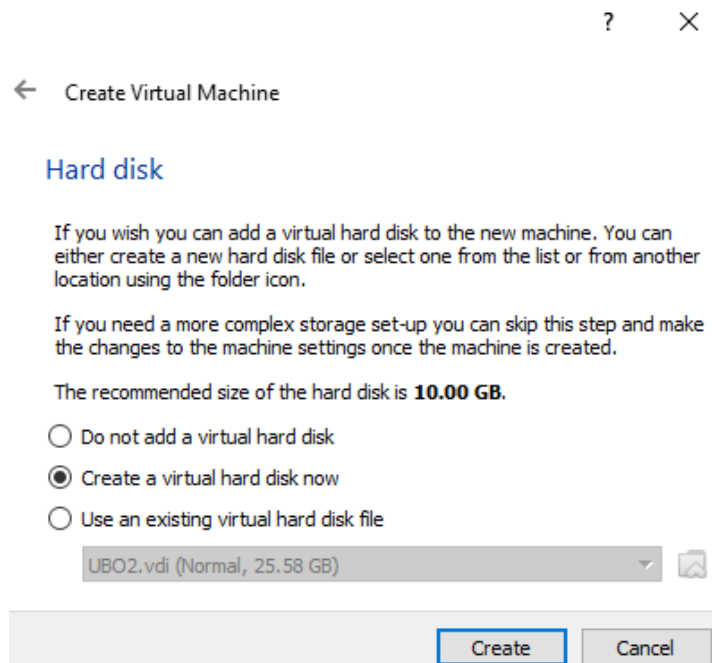 ?
Create Virtual Machine
Hard disk
If you wish you can add a virtual hard disk to the new machine. You can
either create a new hard disk file or select one from the list or from another
location using the folder icon.
If you need a more complex storage set-up you can skip this step and make
the changes to the machine settings once the machine is created.
The recommended size of the hard disk is 10.00 GB.
Do not add a virtual hard disk
Create a virtual hard disk now
Use an existing virtual hard disk file
UBO2.vdi (Normal, 25.58 GB)
Create Cancel